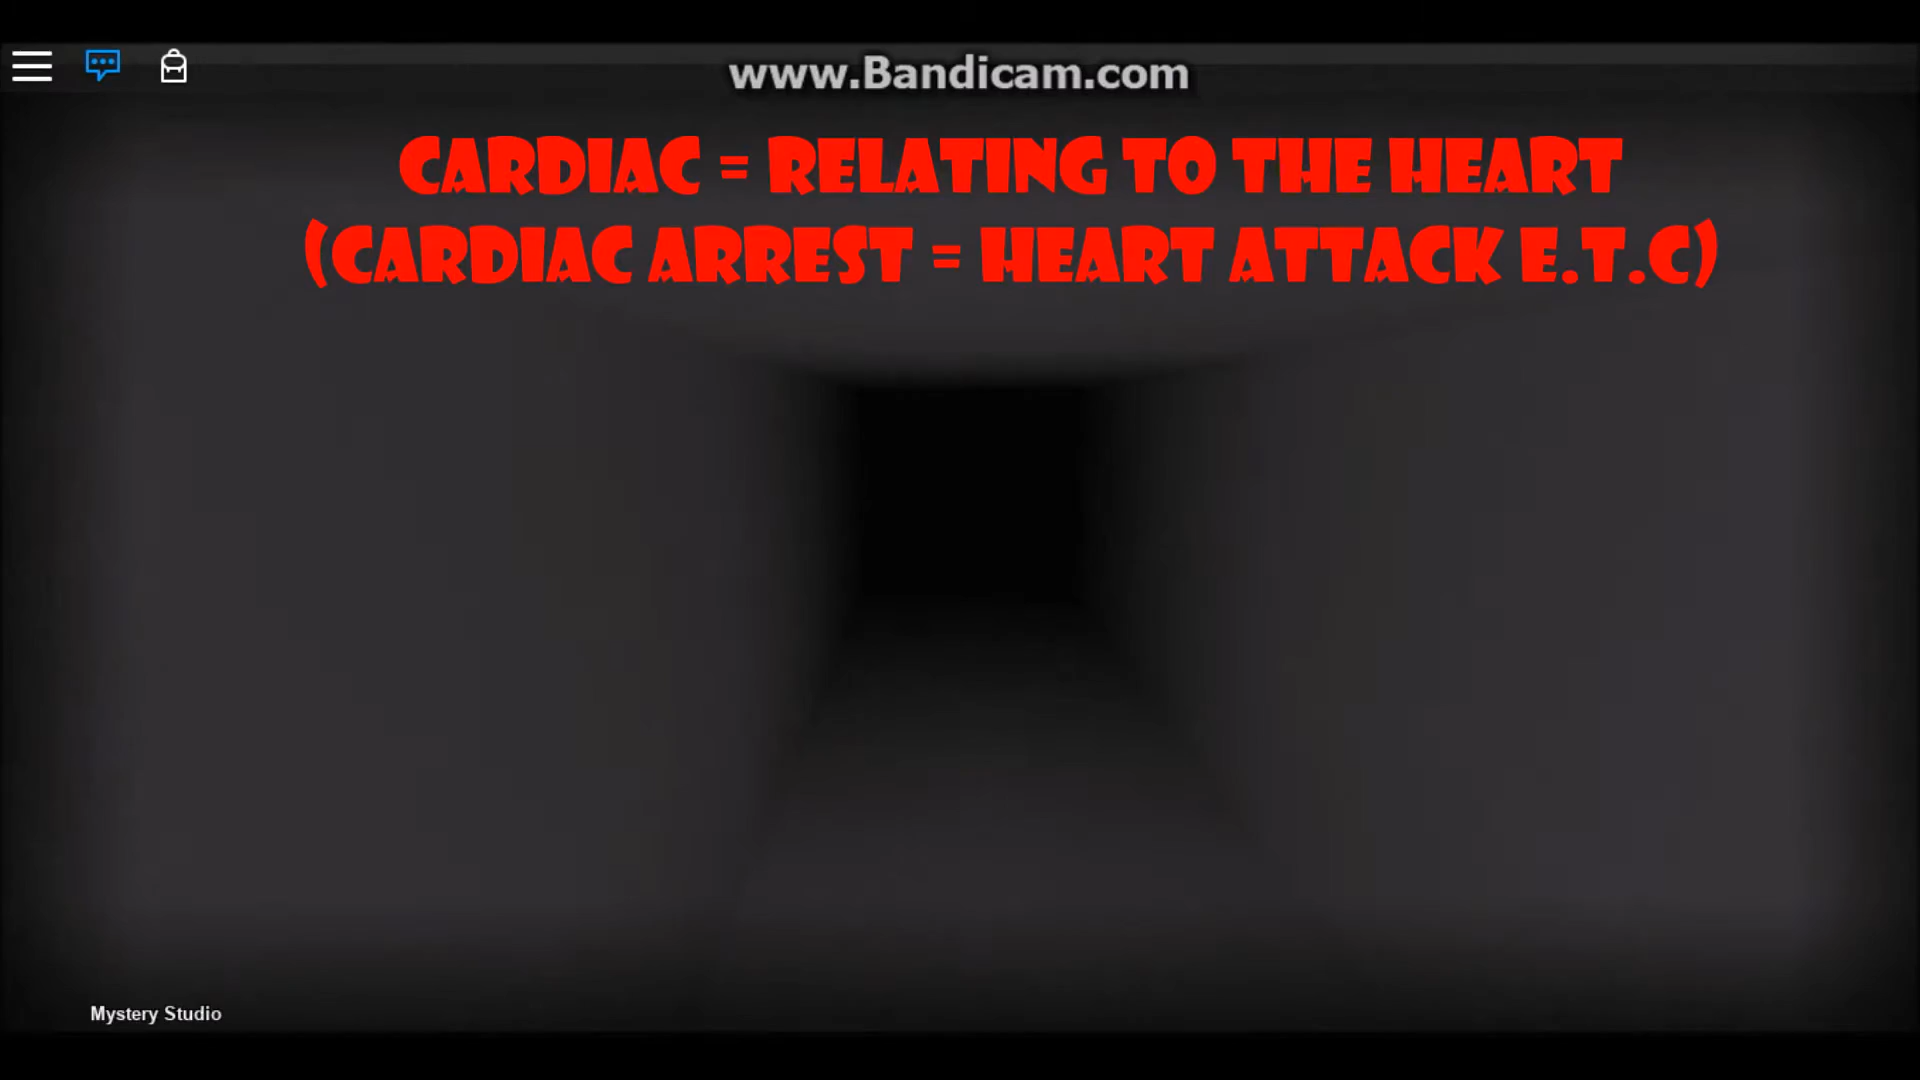 www.Bandicam.com
CARDIAC = RELATING TO THE HEART
(CARDIAC ARREST = HEART ATTACK E.T.C)
Mystery Studio